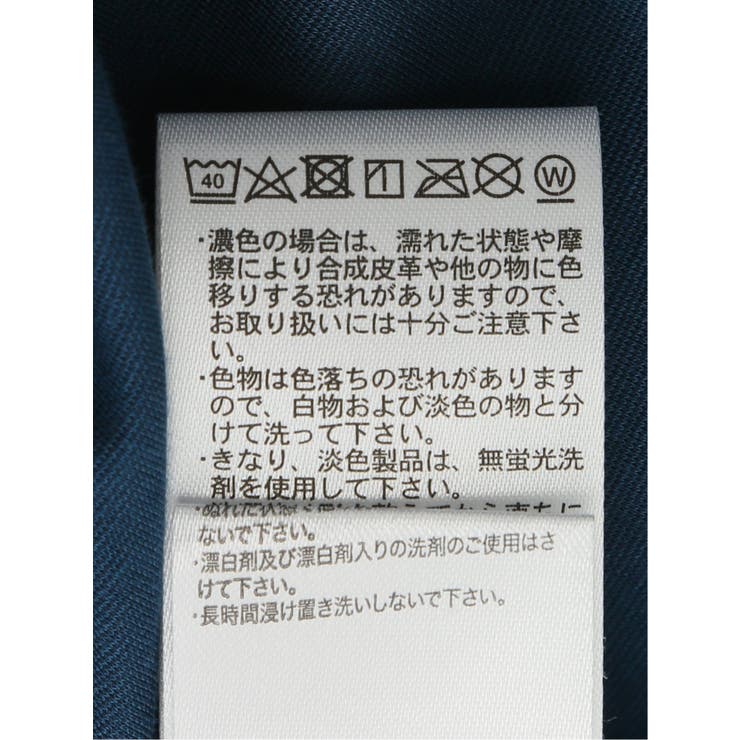 40 W
・濃色の場合は、濡れた状態や摩
擦により合成皮革や他の物に色
移りする恐れがありますので、
お取り扱いには十分ご注意下さ
い。
・色物は色落ちの恐れがあります
ので、白物および淡色の物と分
けて洗って下さい。
・きなり、淡色製品は、無蛍光洗
剤を使用して下さい。
ないで下さい。
・漂白剤及び漂白剤入りの洗剤のご使用はさ
けて下さい。
・長時間浸け置き洗いしないで下さい。